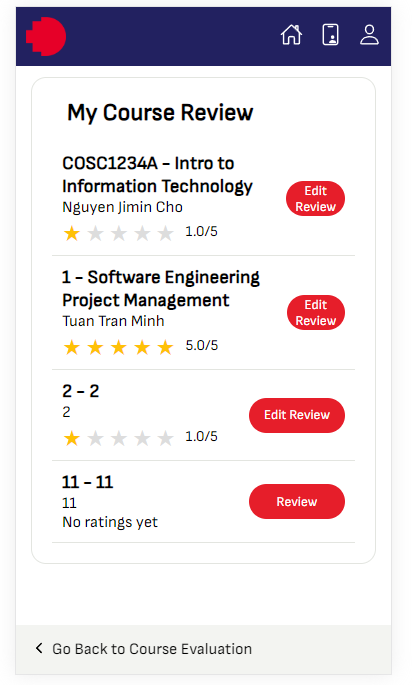 My Course Review
COSC1234A - Intro to
Information Technology
Nguyen Jimin Cho
1.0/5
Edit
Review
1 - Software Engineering
Project Management
Tuan Tran Minh
5.0/5
Edit
Review
2 - 2
2
1.0/5
Edit Review
11 - 11
11
No ratings yet
Review
Go Back to Course Evaluation